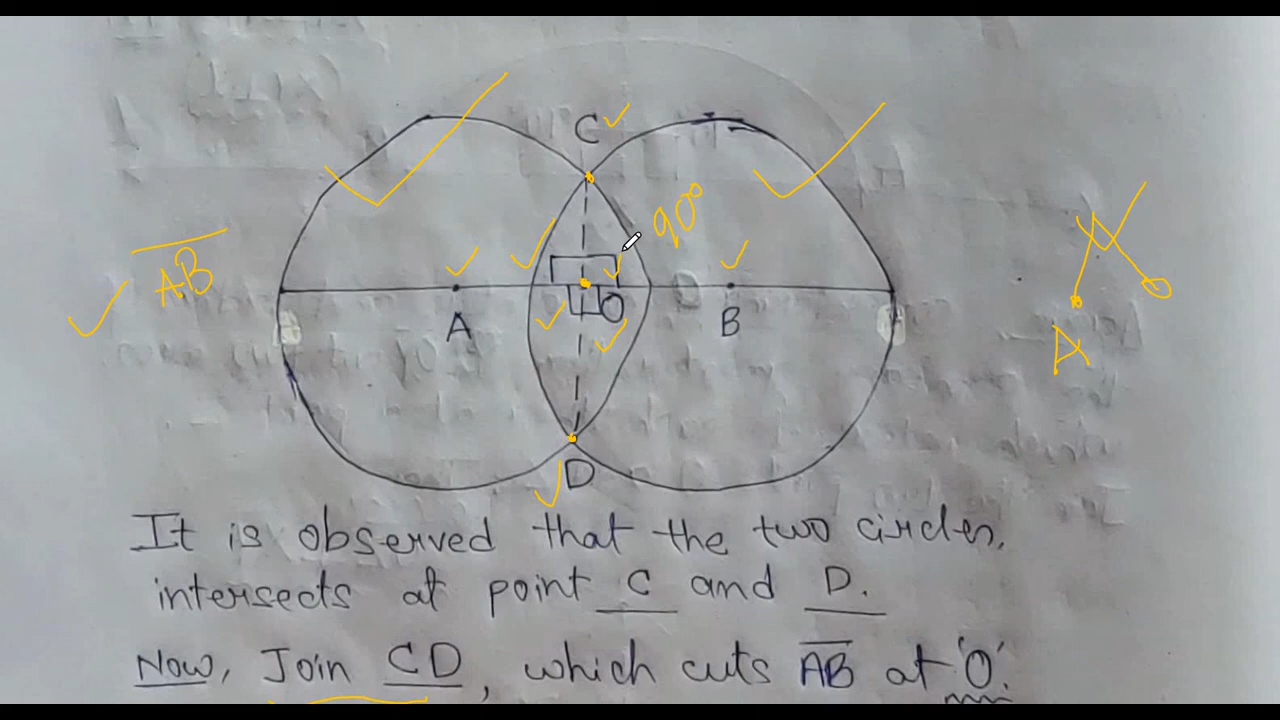 C
90°
AB
A
O
B
A
D
It is observed that the two circles,
intersects at point C and D.
Now, Join CD, which cuts AB at 'O'.